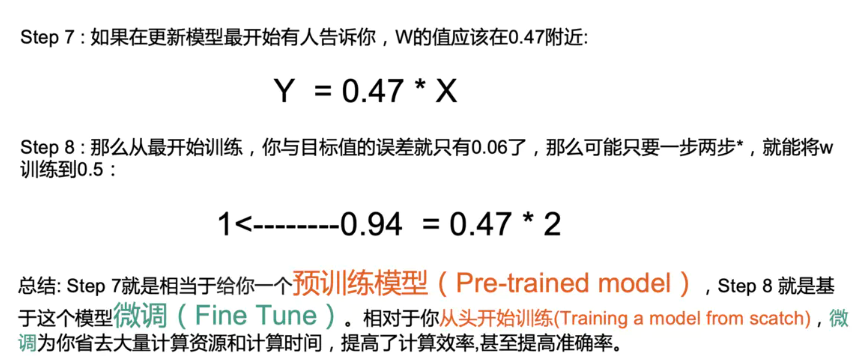 Step 7 : 如果在更新模型最开始有人告诉你，W的值应该在0.47附近:
Y = 0.47 * X
Step 8 : 那么从最开始训练，你与目标值的误差就只有0.06了，那么可能只要一步两步*，就能将w
训练到0.5：
1<--------0.94 = 0.47 * 2
总结: Step 7就是相当于给你一个预训练模型（Pre-trained model），Step 8 就是基
于这个模型微调（Fine Tune）。相对于你从头开始训练(Training a model from scatch)，微
调为你省去大量计算资源和计算时间，提高了计算效率,甚至提高准确率。